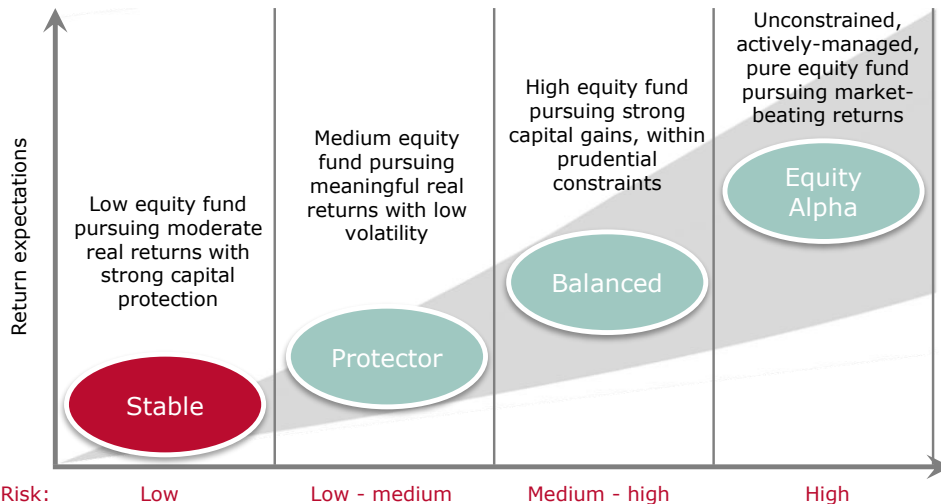 Return expectations
Low equity fund
pursuing moderate
real returns with
strong capital
protection
Stable
Medium equity
fund pursuing
meaningful real
returns with low
volatility
Protector
High equity fund
pursuing strong
capital gains, within
prudential
constraints
Balanced
Unconstrained,
actively-managed,
pure equity fund
pursuing market-
beating returns
Equity
Alpha
Risk:
Low
Low - medium
Medium - high
High